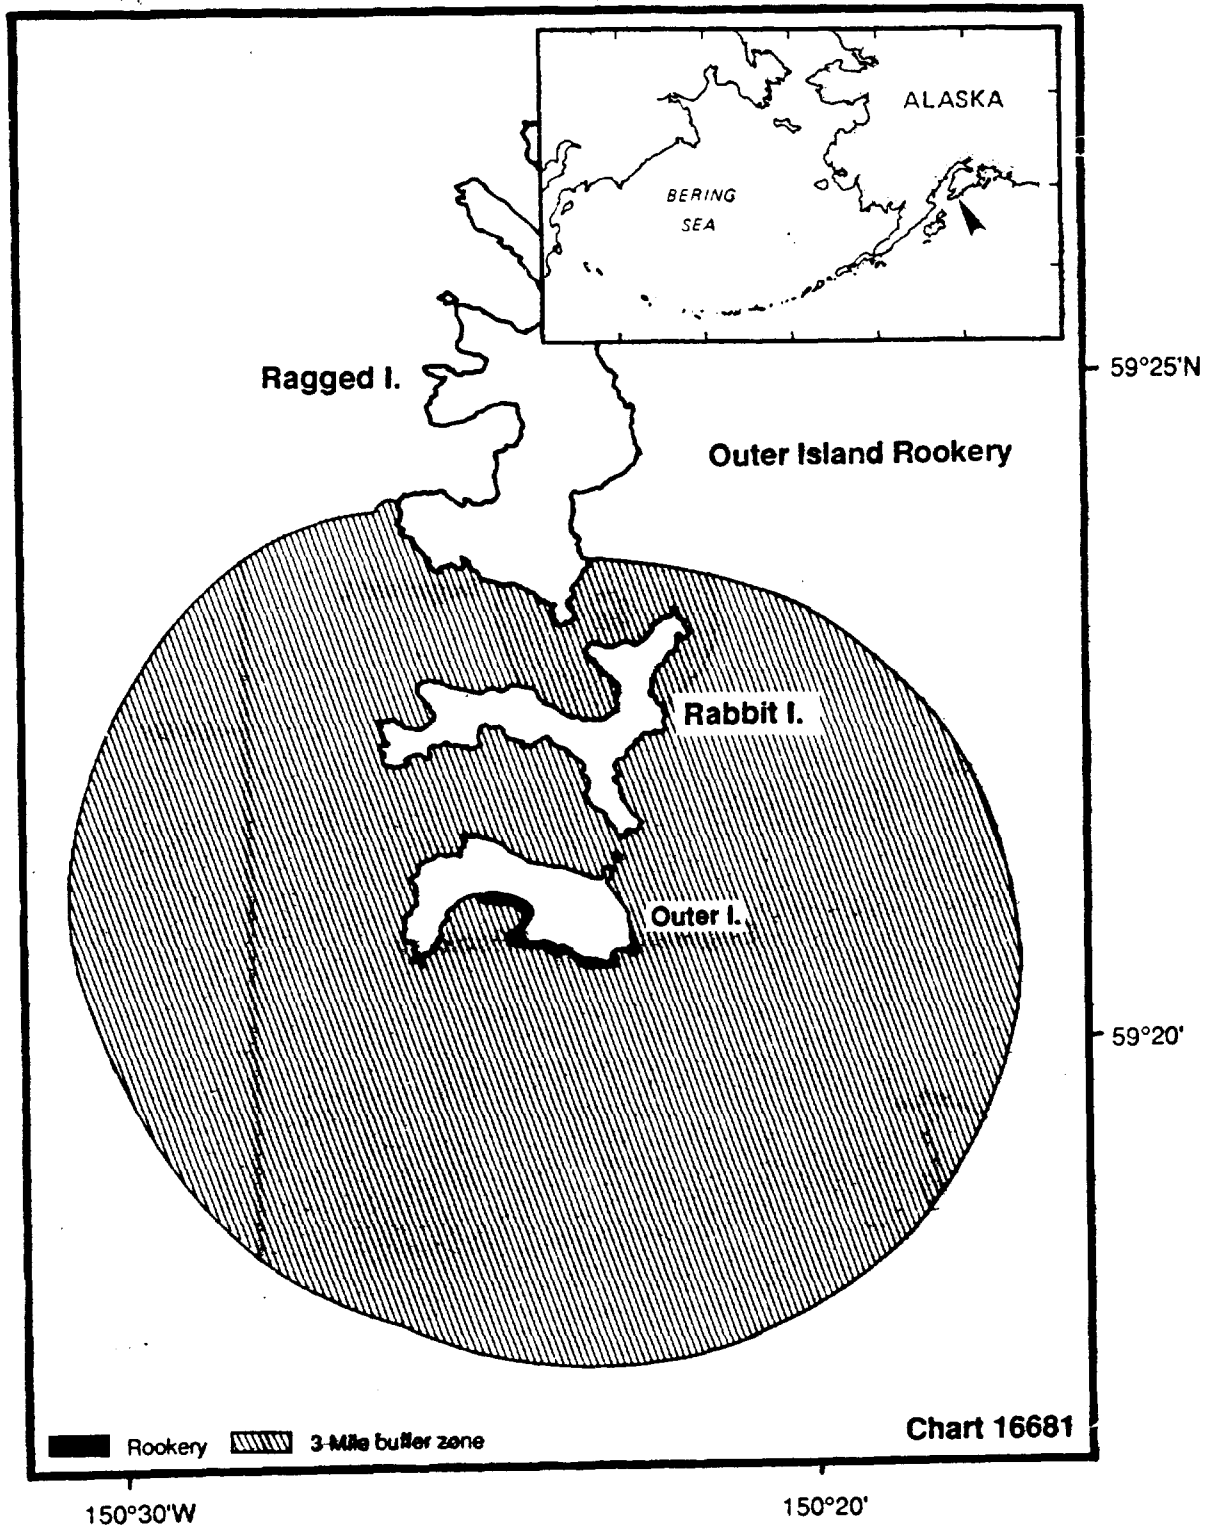 ALASKA
BERING
SEA
Ragged I.
59°25'N
Outer Island Rookery
Rabbit I.
Outer I.
59°20'
Chart 16681
Rookery
3-Mile buffer zone
150°30'W
150°20'